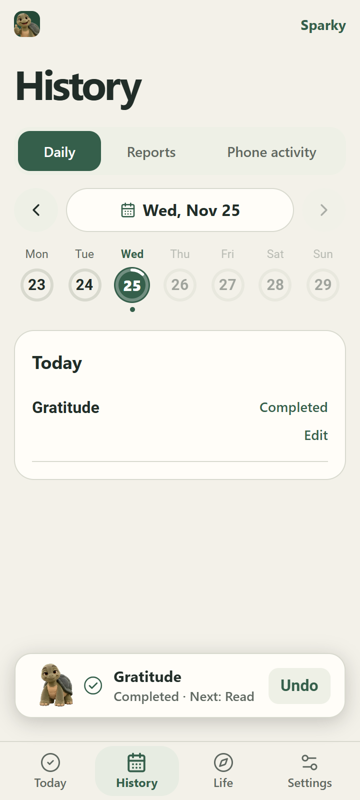 Sparky
History
Daily Reports Phone activity
Wed, Nov 25
Mon Tue Wed Thu Fri Sat Sun
23 24 25 26 27 28 29
Today
Gratitude Completed
Edit
Gratitude
Completed · Next: Read
Undo
Today History Life Settings